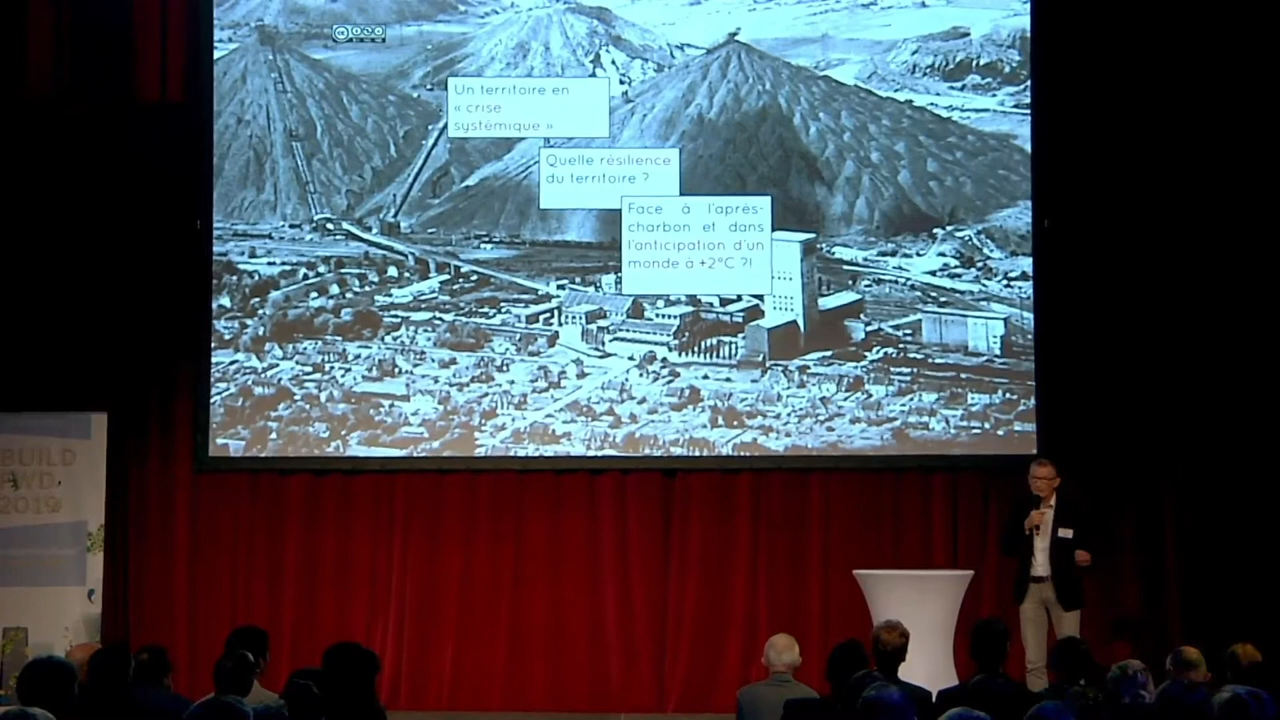 Un territoire en
« crise
systémique »
Quelle résilience
du territoire ?
Face à l'après-
charbon et dans
l'anticipation d'un
monde à +2°C ?!
BUILD
FWD
2019